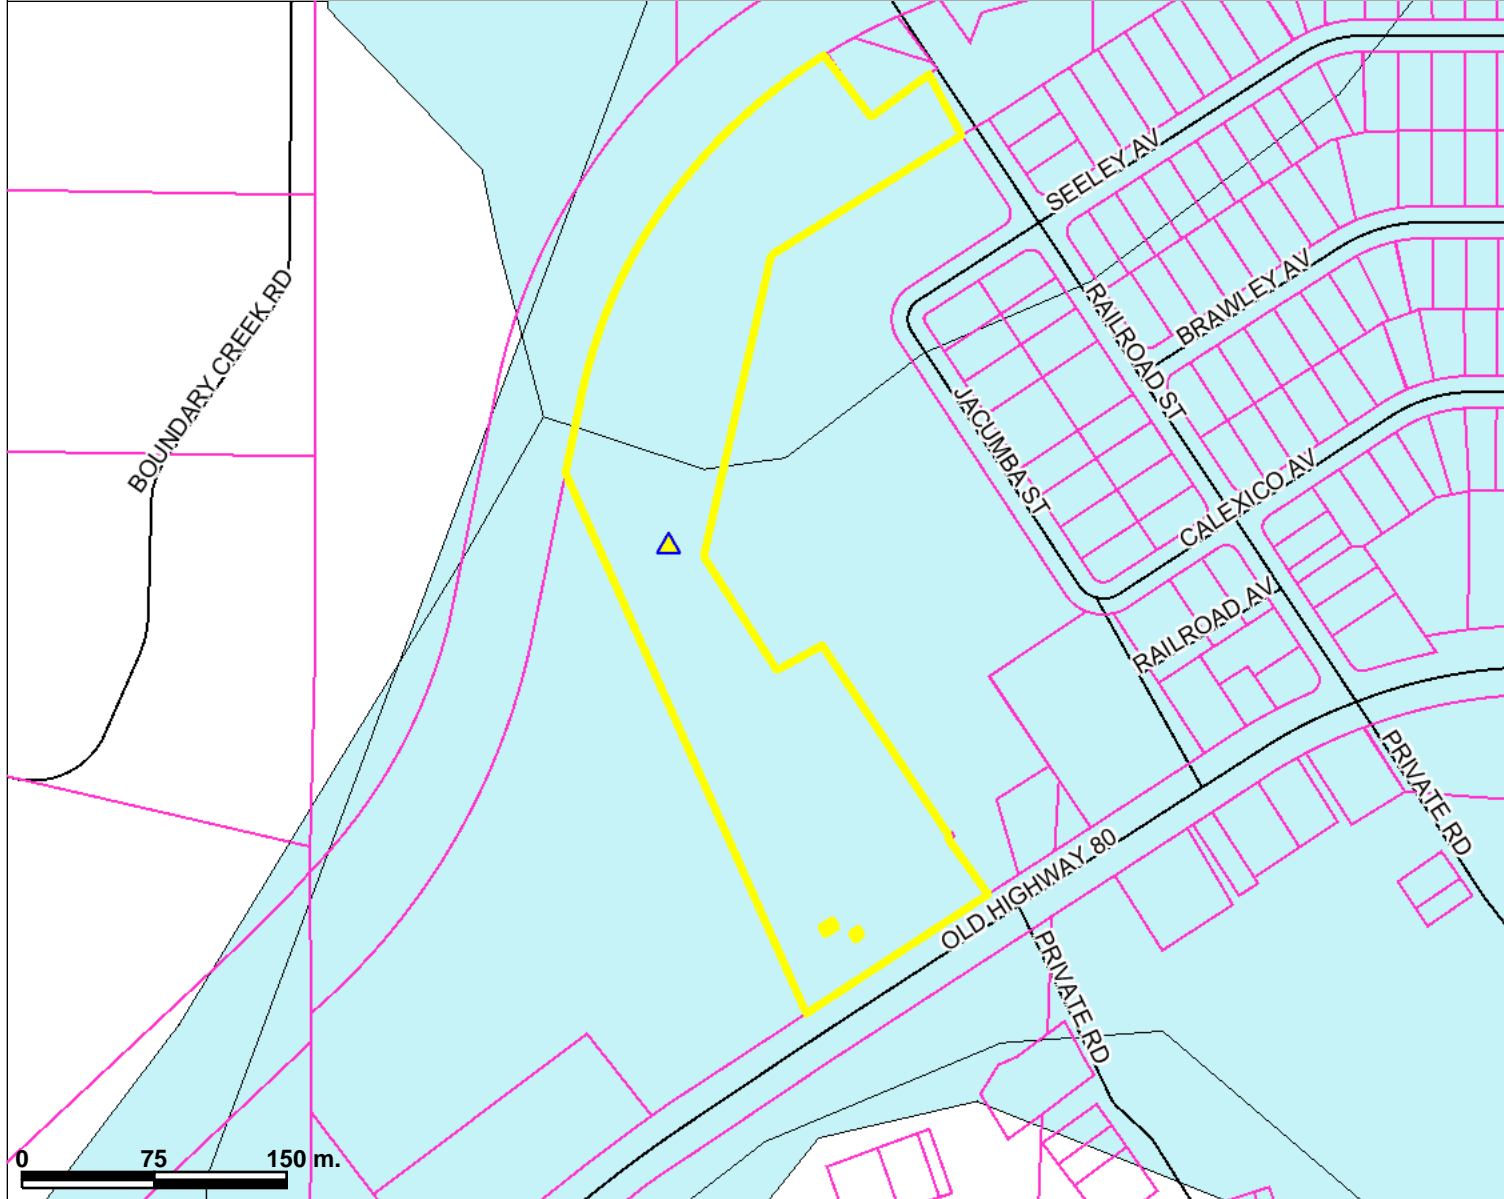 SEELEY AV
BRAWLEY AV
RAILROAD ST
BOUNDARY CREEK RD
JACUMBA ST
CALEXICO AV
RAILROAD AV
PRIVATE RD
OLD HIGHWAY 80
PRIVATE RD
0 75 150 m.